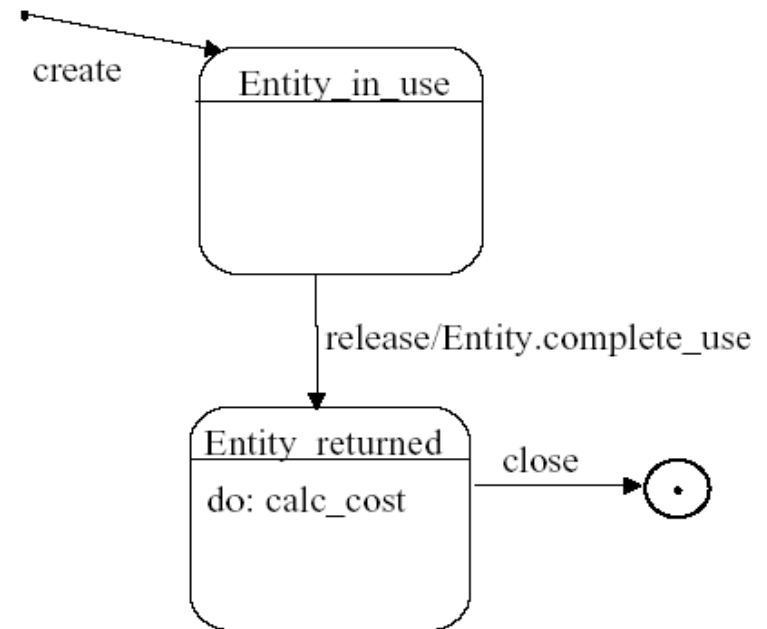 create
Entity_in_use
release/Entity.complete_use
Entity_returned
close
do: calc_cost